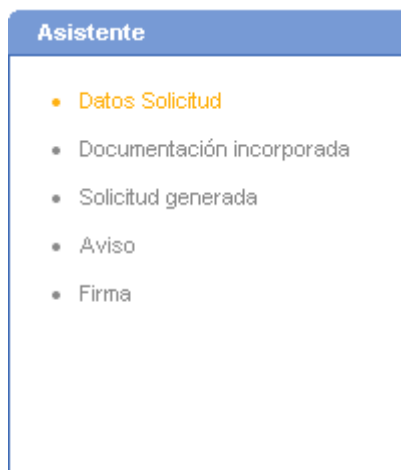 Asistente
Datos Solicitud
Documentación incorporada
Solicitud generada
Aviso
Firma